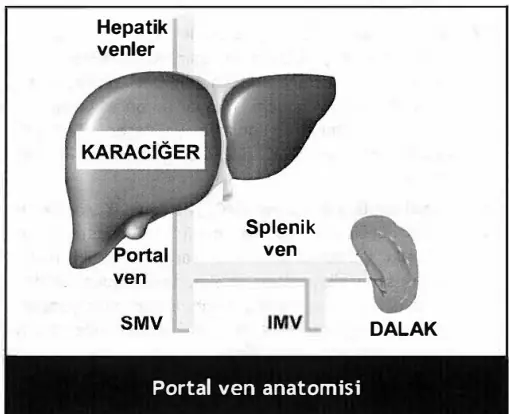 Hepatik
venler
KARACİĞER
Splenik
ven
Portal
ven
SMV
IMV
DALAK
Portal ven anatomisi